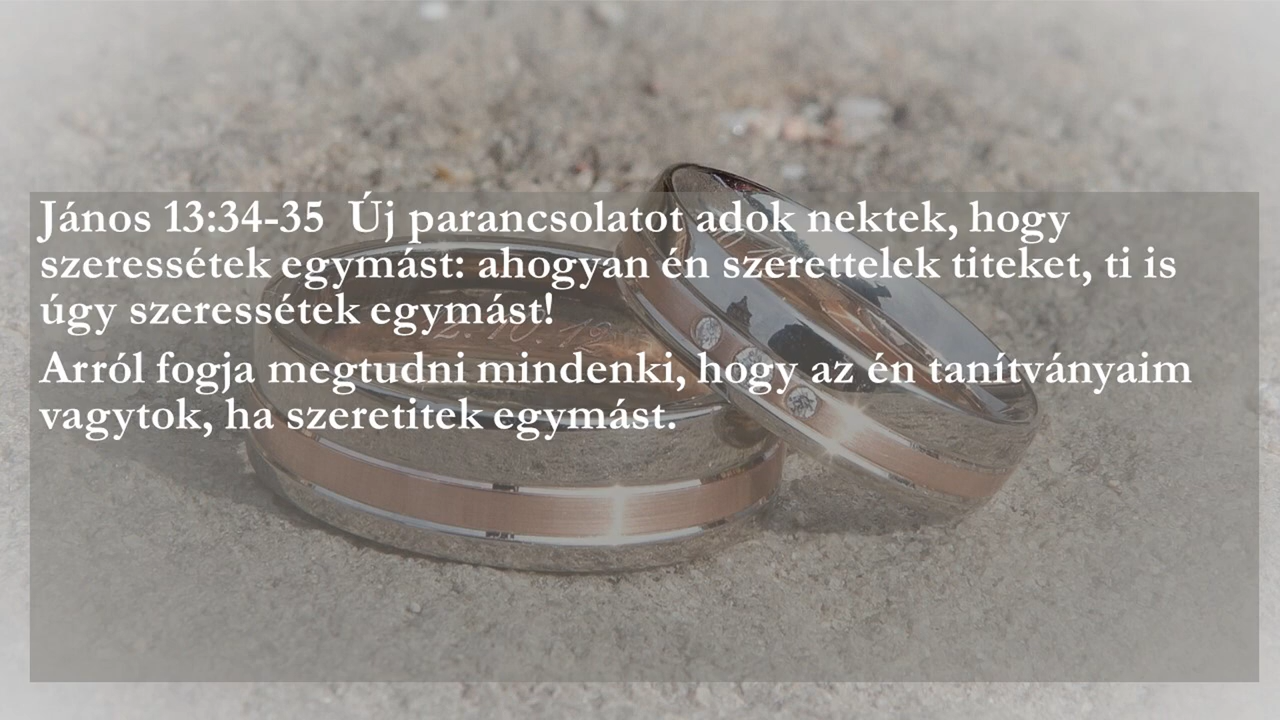 János 13:34-35  Új parancsolatot adok nektek, hogy
szeressétek egymást: ahogyan én szerettelek titeket, ti is
úgy szeressétek egymást!
Arról fogja megtudni mindenki, hogy az én tanítványaim
vagytok, ha szeretitek egymást.